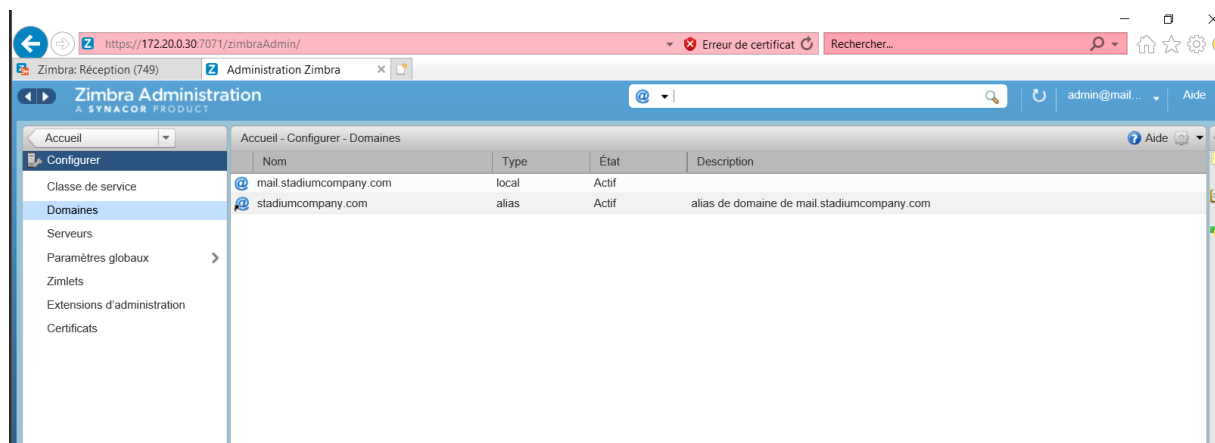 https://172.20.0.30:7071/zimbraAdmin/
Erreur de certificat
Rechercher...
Zimbra: Réception (749)
Administration Zimbra
Zimbra Administration
A SYNACOR PRODUCT
@
admin@mail...
Aide
Accueil
Accueil - Configurer - Domaines
Aide
Configurer
Nom Type État Description
Classe de service
mail.stadiumcompany.com local Actif
Domaines
stadiumcompany.com alias Actif alias de domaine de mail.stadiumcompany.com
Serveurs
Paramètres globaux
Zimlets
Extensions d'administration
Certificats